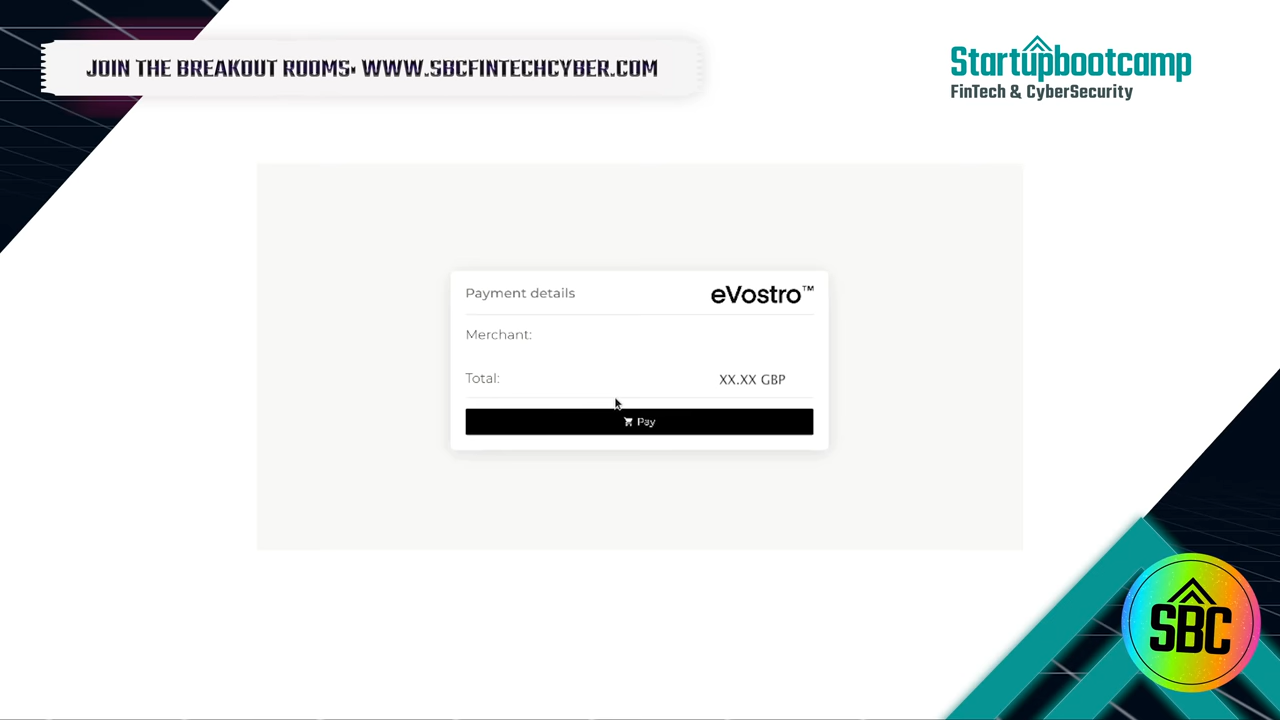 JOIN THE BREAKOUT ROOMS: WWW.SBCFINTECHCYBER.COM
Startupbootcamp
FinTech & CyberSecurity
Payment details
eVostro™
Merchant:
Total:
XX.XX GBP
Pay
SBC